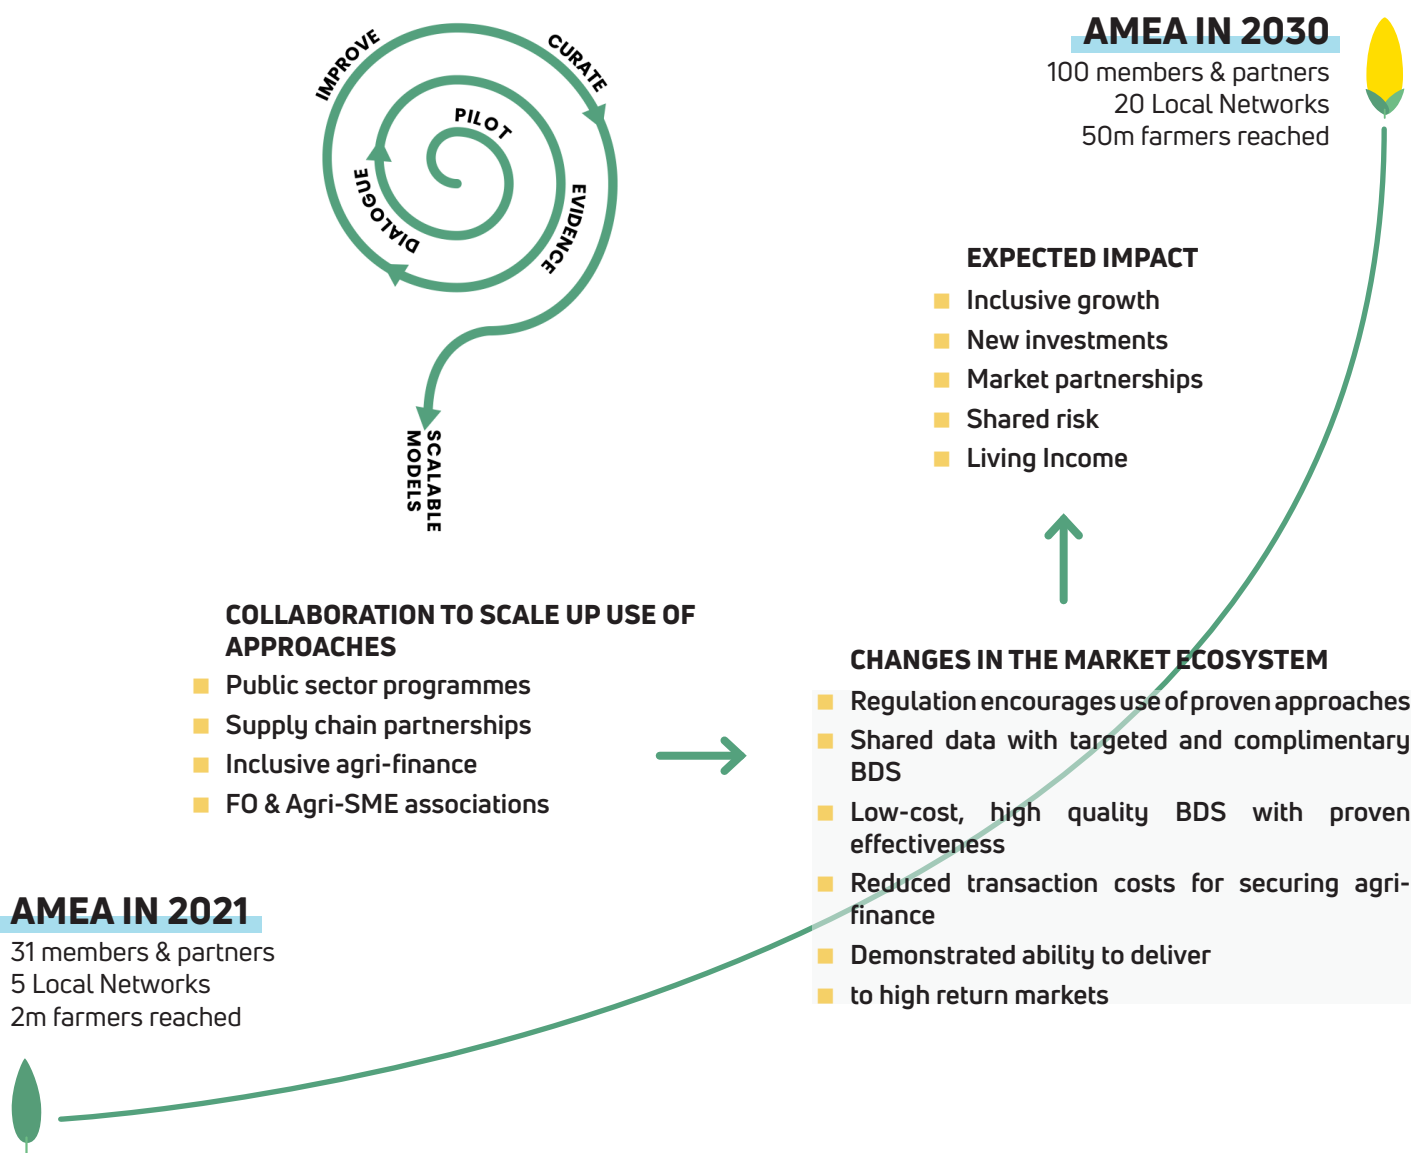 IMPROVE
CURATE
PILOT
DIALOGUE
EVIDENCE
SCALABLE
MODELS
AMEA IN 2030
100 members & partners
20 Local Networks
50m farmers reached
EXPECTED IMPACT
Inclusive growth
New investments
Market partnerships
Shared risk
Living Income
COLLABORATION TO SCALE UP USE OF
APPROACHES
Public sector programmes
Supply chain partnerships
Inclusive agri-finance
FO & Agri-SME associations
CHANGES IN THE MARKET ECOSYSTEM
Regulation encourages use of proven approaches
Shared data with targeted and complimentary
BDS
Low-cost, high quality BDS with proven
effectiveness
Reduced transaction costs for securing agri-
finance
Demonstrated ability to deliver
to high return markets
AMEA IN 2021
31 members & partners
5 Local Networks
2m farmers reached